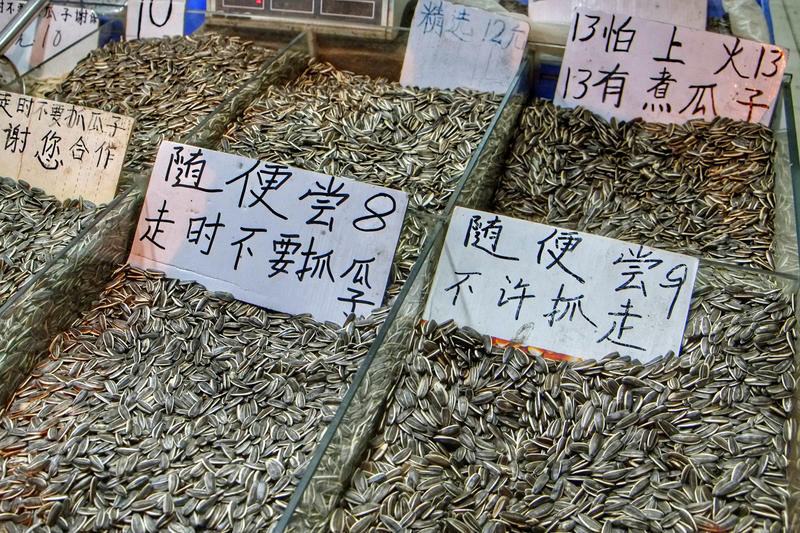 10
10
精选 12元
13怕上火13
13有煮瓜子
走时不要抓瓜子
谢您合作
随便尝8
走时不要抓瓜
子
随便尝9
不许抓走